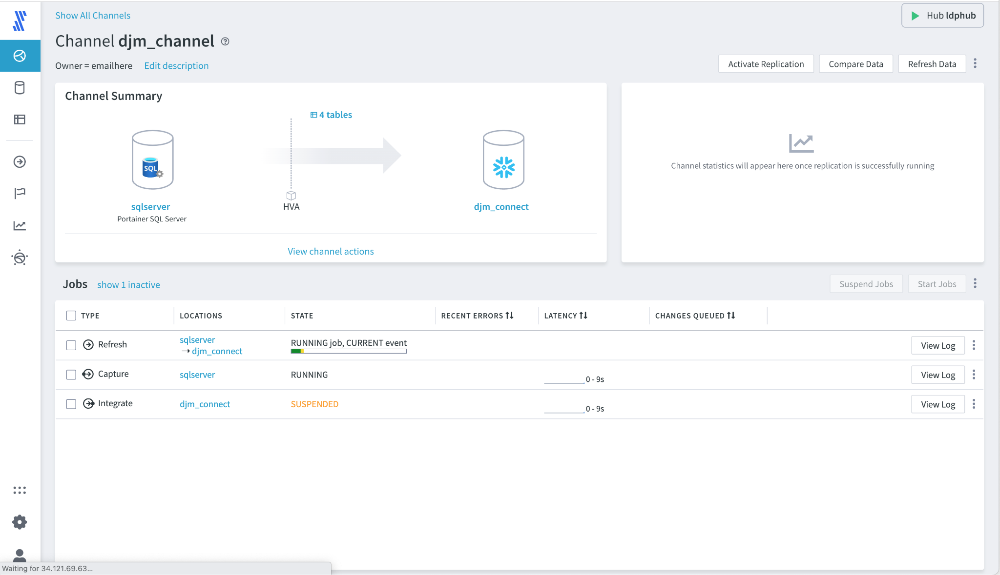 Show All Channels
Hub ldphub
Channel djm_channel
Owner = emailhere Edit description
Activate Replication Compare Data Refresh Data
Channel Summary
4 tables
SQL
sqlserver
Portainer SQL Server
HVA
djm_connect
View channel actions
Channel statistics will appear here once replication is successfully running
Jobs show 1 inactive
Suspend Jobs Start Jobs
TYPE LOCATIONS STATE RECENT ERRORS LATENCY CHANGES QUEUED
Refresh sqlserver → djm_connect RUNNING job, CURRENT event View Log
Capture sqlserver RUNNING 0 - 9s View Log
Integrate djm_connect SUSPENDED 0 - 9s View Log
Waiting for 34.121.69.63...